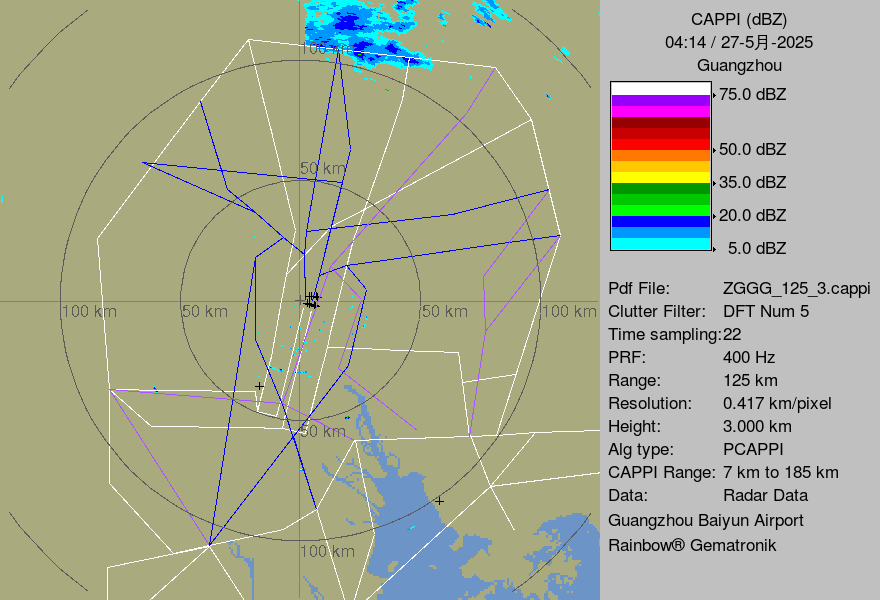 100 km
50 km
100 km
50 km
50 km
100 km
50 km
100 km
CAPPI (dBZ)
04:14 / 27-5月-2025
Guangzhou
75.0 dBZ
50.0 dBZ
35.0 dBZ
20.0 dBZ
5.0 dBZ
Pdf File: ZGGG_125_3.cappi
Clutter Filter: DFT Num 5
Time sampling:22
PRF: 400 Hz
Range: 125 km
Resolution: 0.417 km/pixel
Height: 3.000 km
Alg type: PCAPPI
CAPPI Range: 7 km to 185 km
Data: Radar Data
Guangzhou Baiyun Airport
Rainbow® Gematronik